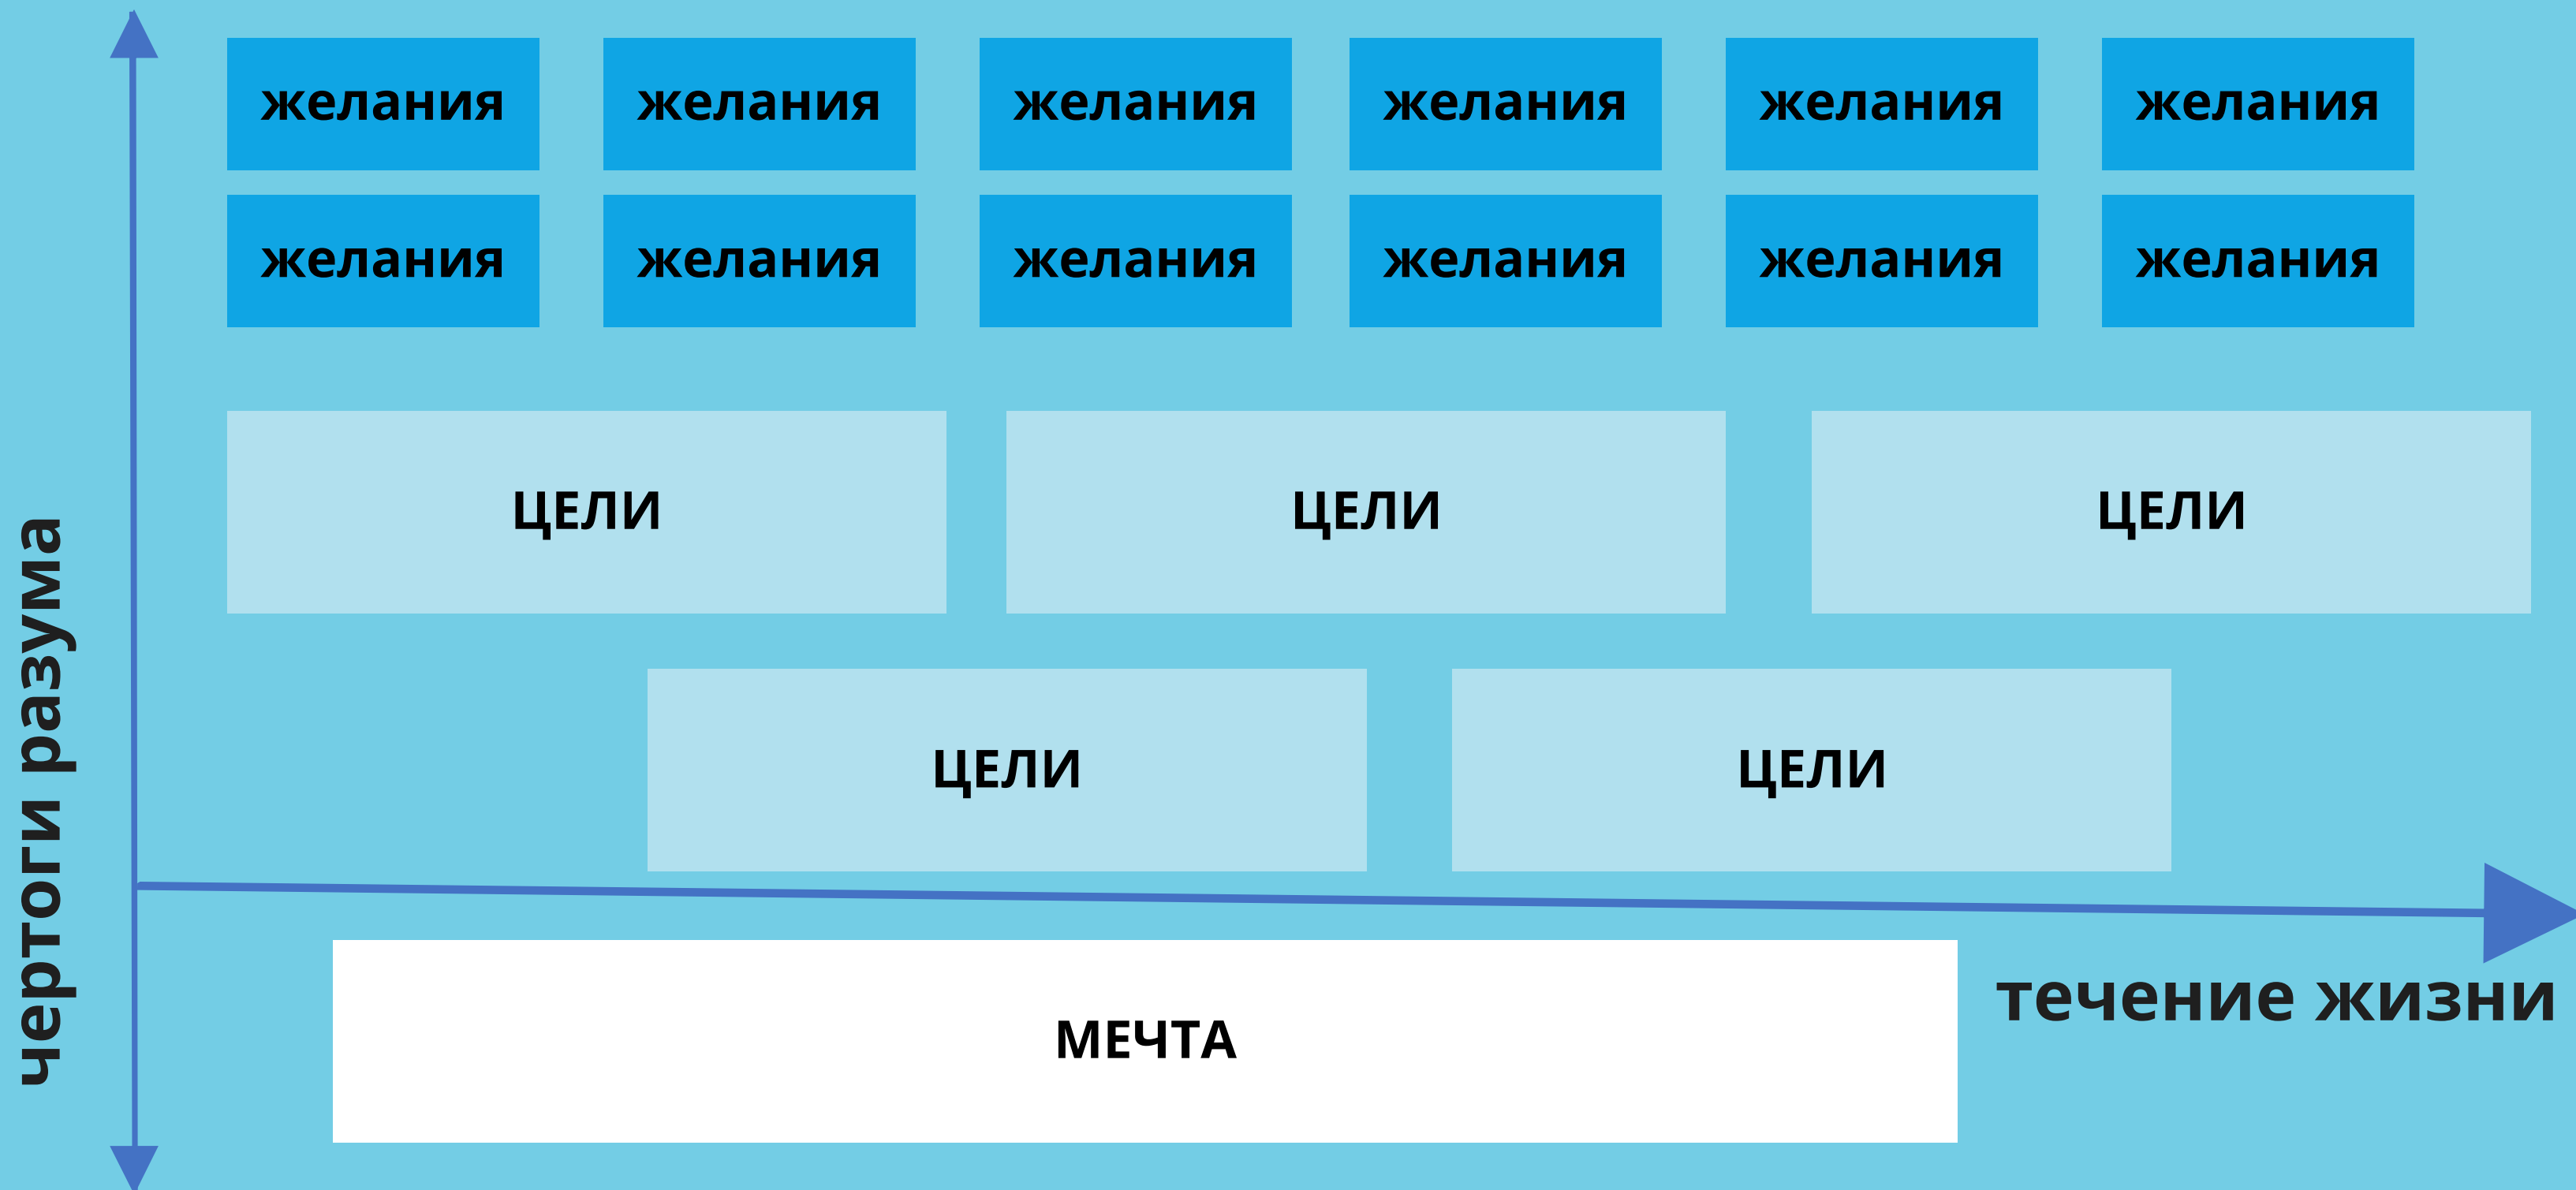 желания желания желания желания желания желания
желания желания желания желания желания желания
ЦЕЛИ ЦЕЛИ ЦЕЛИ
ЦЕЛИ ЦЕЛИ
чертоги разума
течение жизни
МЕЧТА